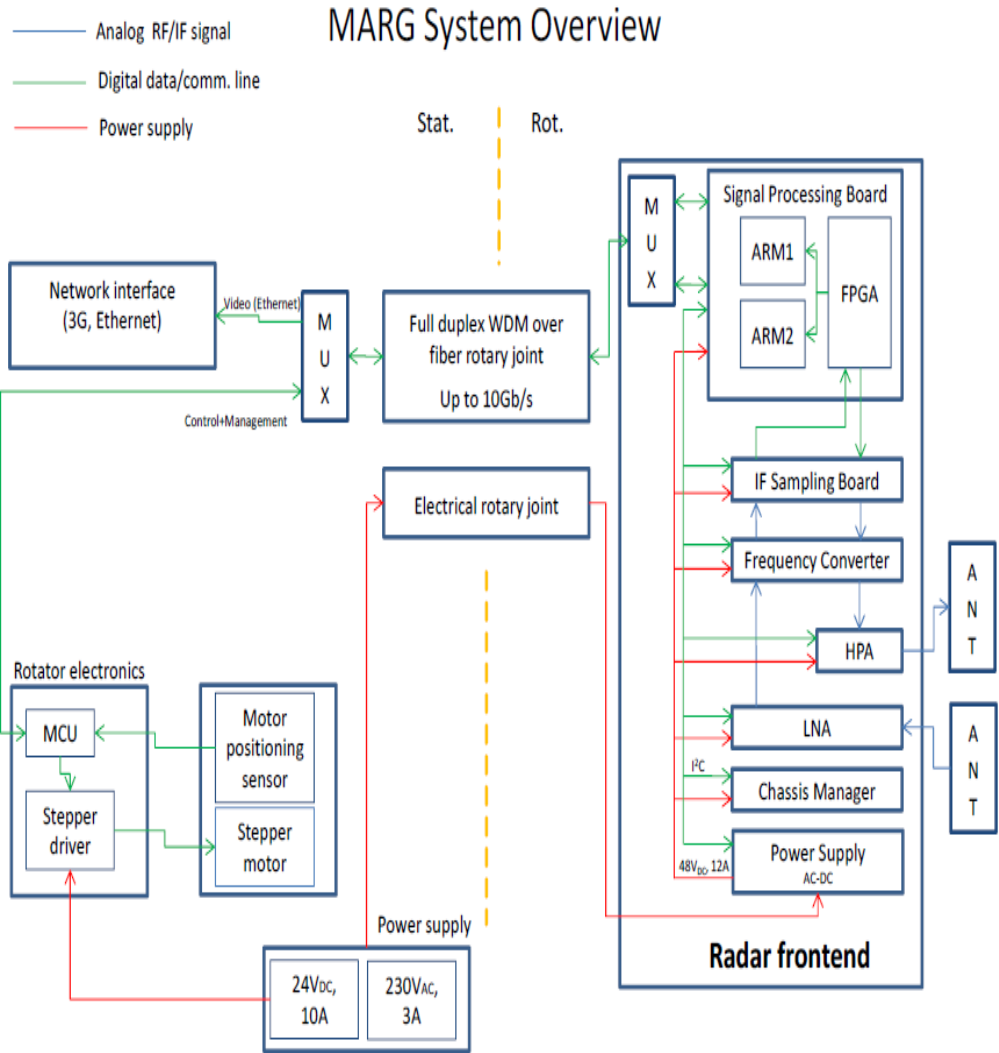 MARG System Overview
Analog RF/IF signal
Digital data/comm. line
Power supply
Stat.
Rot.
Network interface
(3G, Ethernet)
Video (Ethernet)
Control+Management
M
U
X
Full duplex WDM over
fiber rotary joint
Up to 10Gb/s
Electrical rotary joint
M
U
X
Signal Processing Board
ARM1
ARM2
FPGA
IF Sampling Board
Frequency Converter
HPA
LNA
I²C
Chassis Manager
48VDC, 12A
Power Supply
AC-DC
Radar frontend
A
N
T
A
N
T
Rotator electronics
MCU
Stepper
driver
Motor
positioning
sensor
Stepper
motor
Power supply
24VDC,
10A
230VAC,
3A